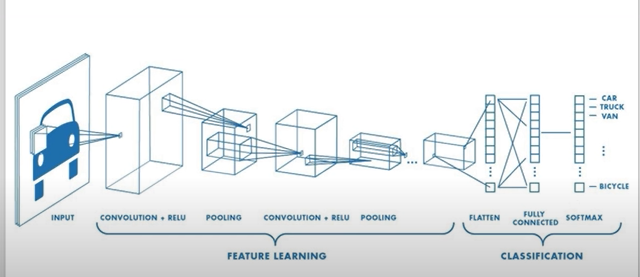 CAR
TRUCK
VAN
BICYCLE
INPUT
CONVOLUTION + RELU
POOLING
CONVOLUTION + RELU
POOLING
FLATTEN
FULLY
CONNECTED
SOFTMAX
FEATURE LEARNING
CLASSIFICATION